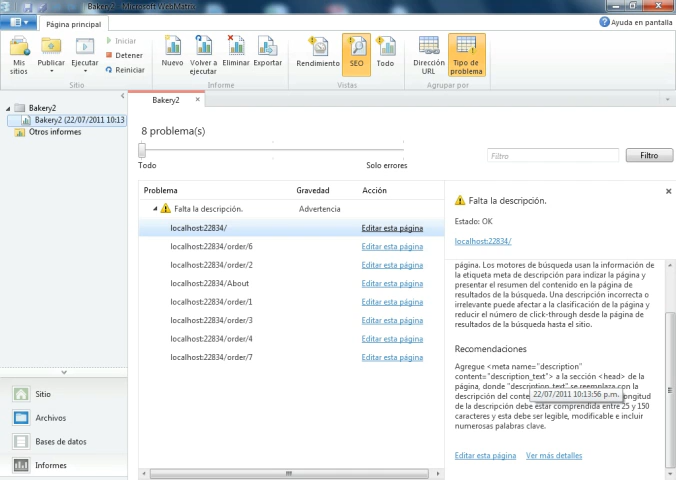 Bakery2 - Microsoft WebMatrix
Página principal
Ayuda en pantalla
Mis sitios
Publicar
Ejecutar
Iniciar
Detener
Reiniciar
Sitio
Nuevo
Volver a ejecutar
Eliminar
Exportar
Informe
Rendimiento
SEO
Todo
Vistas
Dirección URL
Tipo de problema
Agrupar por
Bakery2
Bakery2 (22/07/2011 10:13
Otros informes
Sitio
Archivos
Bases de datos
Informes
Bakery2 ×
8 problema(s)
Todo
Solo errores
Filtro
Filtro
Problema Gravedad Acción
Falta la descripción. Advertencia
localhost:22834/ Editar esta página
localhost:22834/order/6 Editar esta página
localhost:22834/order/2 Editar esta página
localhost:22834/About Editar esta página
localhost:22834/order/1 Editar esta página
localhost:22834/order/3 Editar esta página
localhost:22834/order/4 Editar esta página
localhost:22834/order/7 Editar esta página
Falta la descripción.
Estado: OK
localhost:22834/
página. Los motores de búsqueda usan la información de
la etiqueta meta de descripción para indizar la página y
presentar el resumen del contenido en la página de
resultados de la búsqueda. Una descripción incorrecta o
irrelevante puede afectar a la clasificación de la página y
reducir el número de click-through desde la página de
resultados de la búsqueda hasta el sitio.
Recomendaciones
Agregue <meta name="description"
content="description_text"> a la sección <head> de la
página, donde "description_text" se reemplaza con la
descripción del conte
22/07/2011 10:13:56 p.m.
ongitud
de la descripción debe estar comprendida entre 25 y 150
caracteres y esta debe ser legible, modificable e incluir
numerosas palabras clave.
Editar esta página Ver más detalles